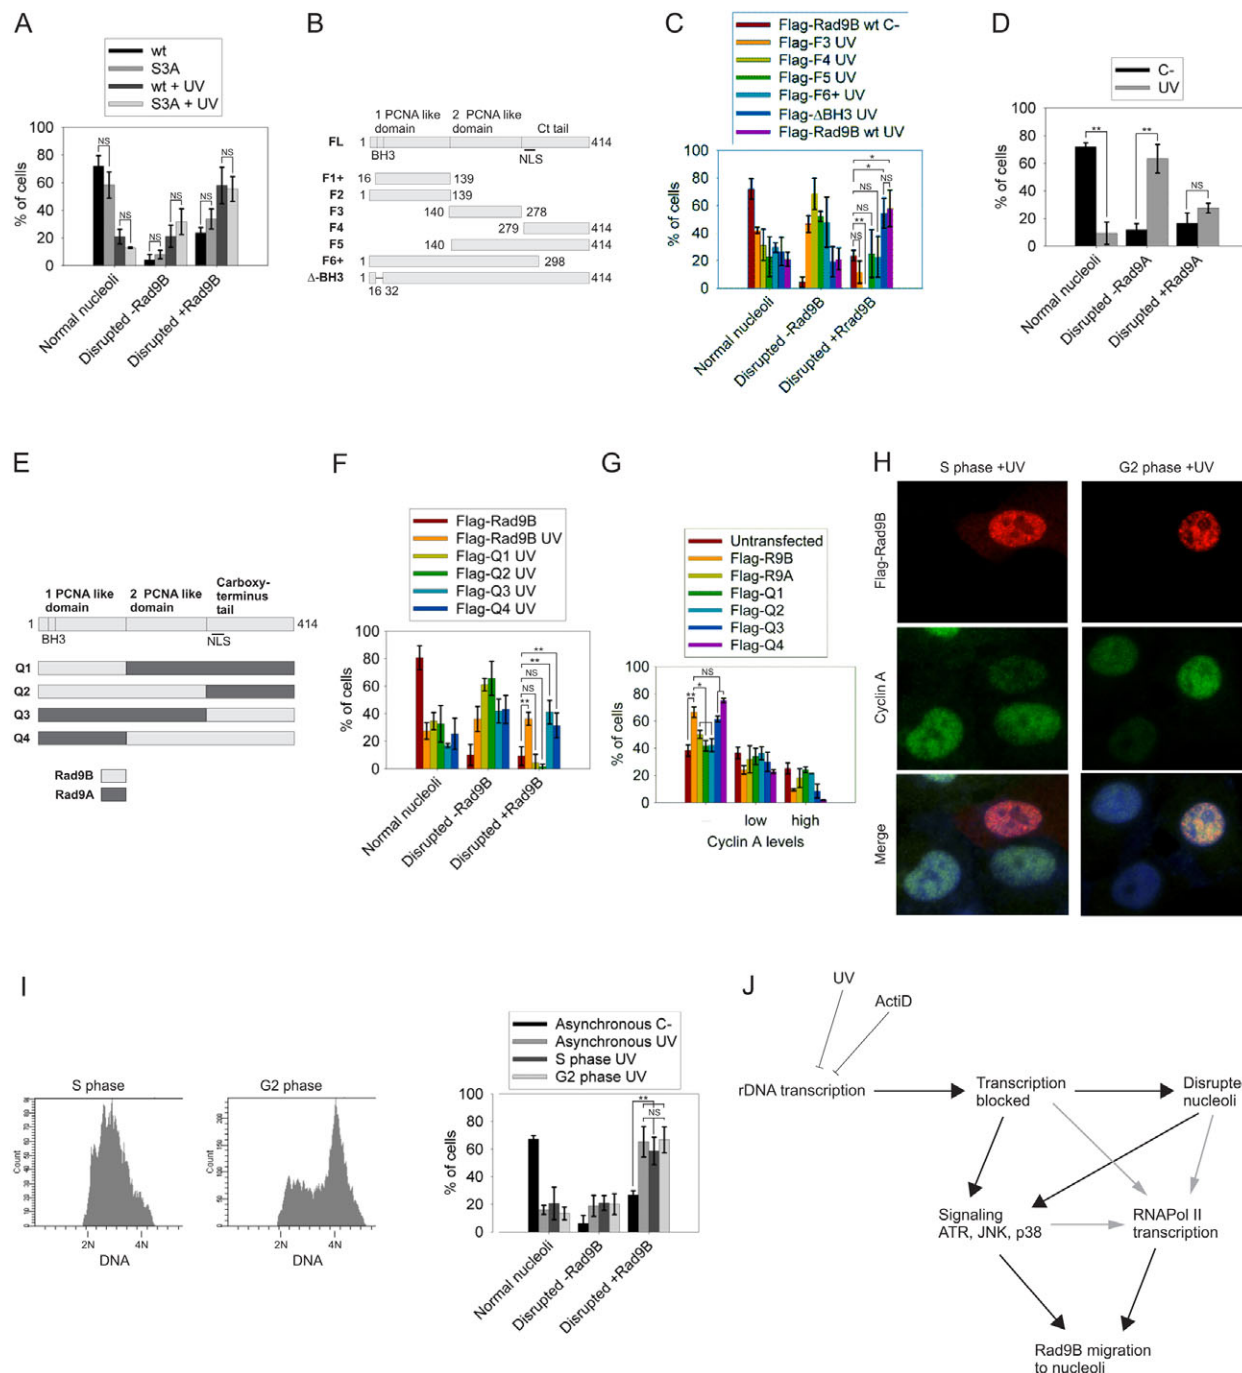 A
wt
S3A
wt + UV
S3A + UV
100
80
60
40
20
0
% of cells
NS
NS
NS
NS
NS
NS
Normal nucleoli
Disrupted -Rad9B
Disrupted +Rad9B
B
1 PCNA like domain
2 PCNA like domain
Ct tail
FL 1 414
BH3 NLS
F1+ 16 139
F2 1 139
F3 140 278
F4 279 414
F5 140 414
F6+ 1 298
Δ-BH3 1 414
16 32
C
Flag-Rad9B wt C-
Flag-F3 UV
Flag-F4 UV
Flag-F5 UV
Flag-F6+ UV
Flag-ΔBH3 UV
Flag-Rad9B wt UV
100
80
60
40
20
0
% of cells
*
*
NS
NS
NS
**
NS
Normal nucleoli
Disrupted -Rad9B
Disrupted +Rrad9B
D
C-
UV
100
80
60
40
20
0
% of cells
**
**
NS
Normal nucleoli
Disrupted -Rad9A
Disrupted +Rad9A
E
1 PCNA like domain
2 PCNA like domain
Carboxy-terminus tail
1 414
BH3 NLS
Q1
Q2
Q3
Q4
Rad9B
Rad9A
F
Flag-Rad9B
Flag-Rad9B UV
Flag-Q1 UV
Flag-Q2 UV
Flag-Q3 UV
Flag-Q4 UV
100
80
60
40
20
0
% of cells
**
**
NS
NS
**
Normal nucleoli
Disrupted -Rad9B
Disrupted +Rad9B
G
Untransfected
Flag-R9B
Flag-R9A
Flag-Q1
Flag-Q2
Flag-Q3
Flag-Q4
100
80
60
40
20
0
% of cells
NS
**
*
low high
Cyclin A levels
H
S phase +UV G2 phase +UV
Flag-Rad9B
Cyclin A
Merge
I
S phase
Count
2N 4N
DNA
G2 phase
Count
2N 4N
DNA
Asynchronous C-
Asynchronous UV
S phase UV
G2 phase UV
100
80
60
40
20
0
% of cells
**
NS
Normal nucleoli
Disrupted -Rad9B
Disrupted +Rad9B
J
UV
ActiD
rDNA transcription
Transcription
blocked
nucleoli
Signaling
ATR, JNK, p38
RNAPol II
transcription
Rad9B migration
to nucleoli